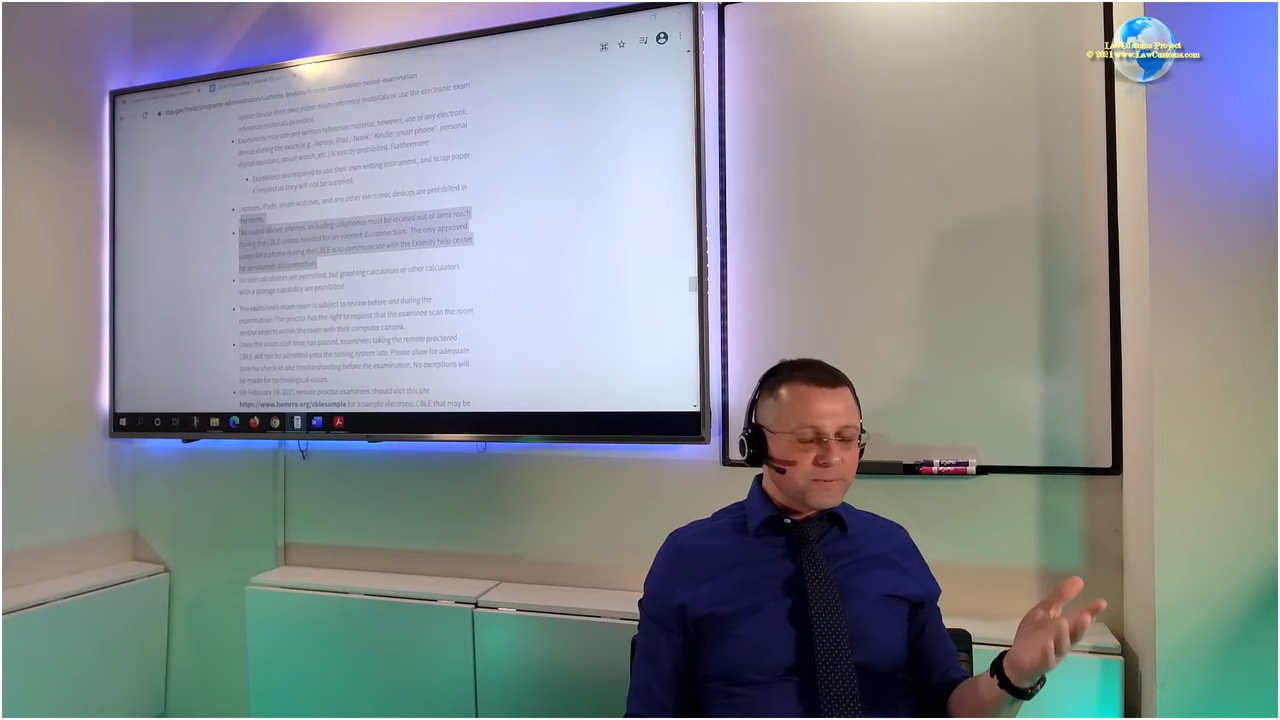 LawCustoms Project
© 2021 www.LawCustoms.com
option to use their own paper exam reference materials or use the electronic exam
reference materials provided.
Examinees may use any written reference material; however, use of any electronic
device during the exam (e.g., laptop, iPad / Nook / Kindle, smart phone*, personal
digital assistant, smart watch, etc.) is strictly prohibited. Furthermore:
Examinees are required to use their own writing instrument, and scrap paper
if needed as they will not be supplied.
Laptops, iPads, smart watches, and any other electronic devices are prohibited in
the room.
*As stated above, phones, including cellphones must be located out of arms reach
during the CBLE unless needed for an internet disconnection. The only approved
usage for a phone during the CBLE is to communicate with the Examity help center
for an internet disconnection.
Simple calculators are permitted, but graphing calculators or other calculators
with a storage capability are prohibited.
The examinee's exam room is subject to review before and during the
examination. The proctor has the right to request that the examinee scan the room
and/or objects within the room with their computer camera.
Once the exam start time has passed, examinees taking the remote proctored
CBLE will not be admitted onto the testing system late. Please allow for adequate
time for check-in and troubleshooting before the examination. No exceptions will
be made for technological issues.
On February 19, 2021 remote proctor examinees should visit this site
https://www.humrro.org/cblesample for a sample electronic CBLE that may be